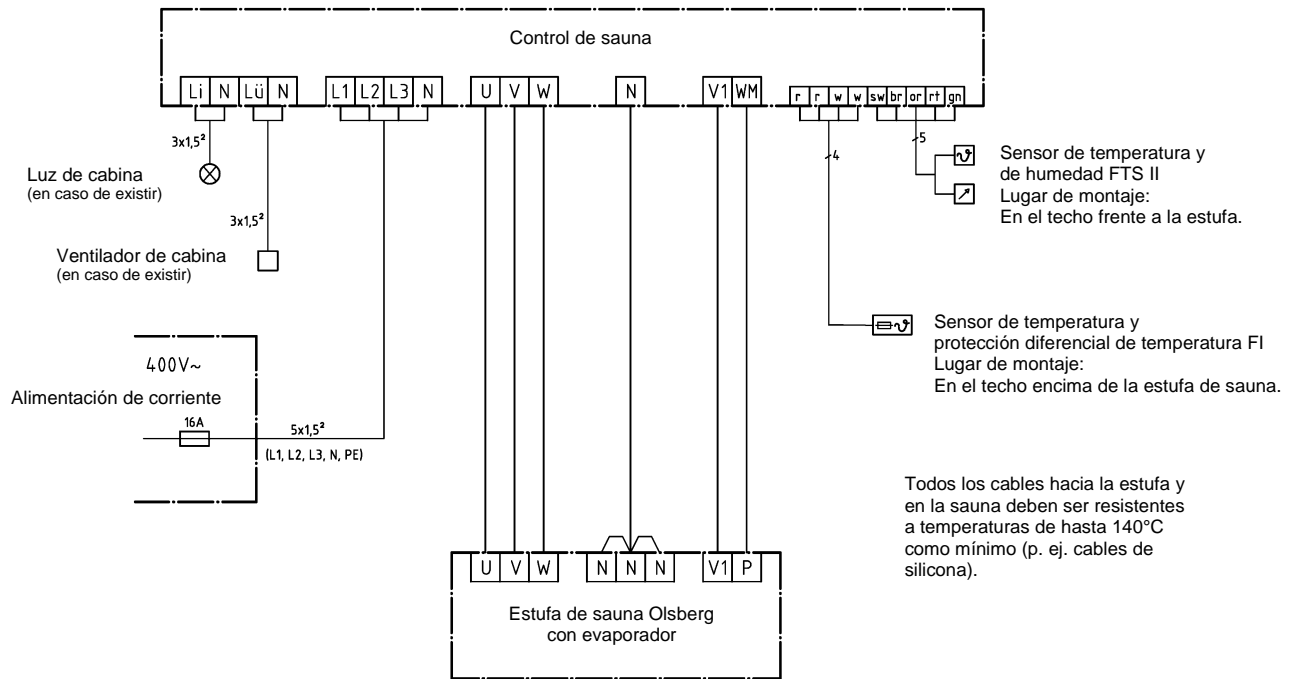 Control de sauna
Li N Lü N L1 L2 L3 N U V W N V1 WM r r w w sw br or rt gn
3x1,5²
Luz de cabina
(en caso de existir)
3x1,5²
Ventilador de cabina
(en caso de existir)
4
5
Sensor de temperatura y
de humedad FTS II
Lugar de montaje:
En el techo frente a la estufa.
Sensor de temperatura y
protección diferencial de temperatura FI
Lugar de montaje:
En el techo encima de la estufa de sauna.
400V~
Alimentación de corriente
16A
5x1,5²
(L1, L2, L3, N, PE)
Todos los cables hacia la estufa y
en la sauna deben ser resistentes
a temperaturas de hasta 140°C
como mínimo (p. ej. cables de
silicona).
U V W N N N V1 P
Estufa de sauna Olsberg
con evaporador